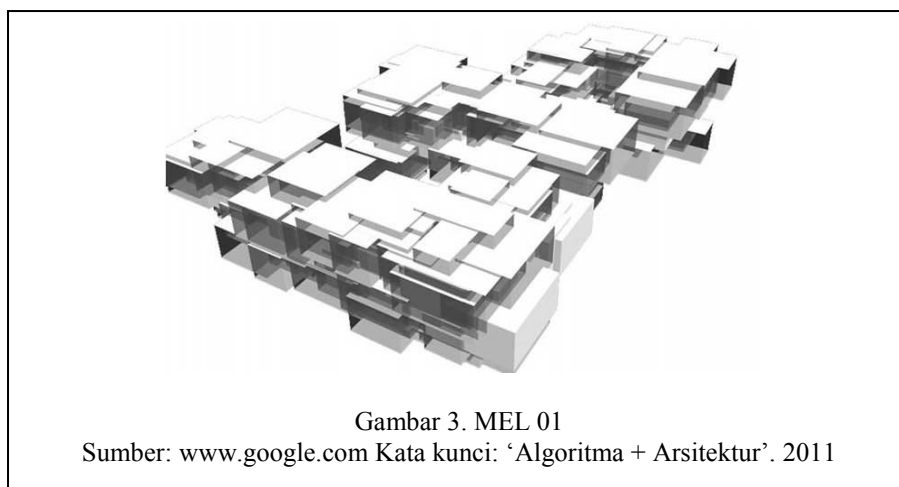 Gambar 3. MEL 01
Sumber: www.google.com Kata kunci: ‘Algoritma + Arsitektur’. 2011